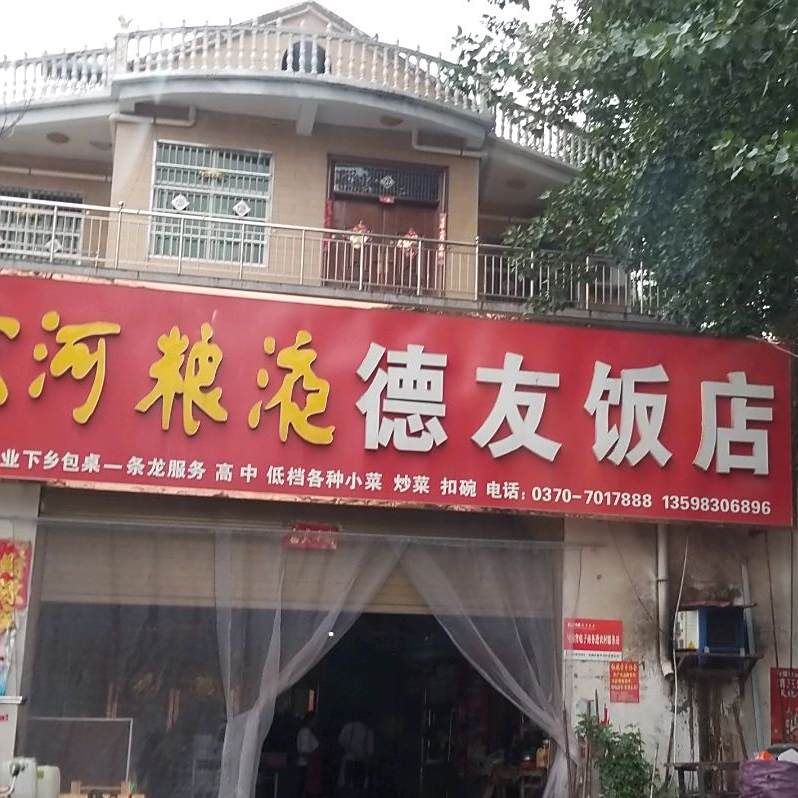 河粮液德友饭店
业下乡包桌一条龙服务 高 中 低档各种小菜 炒菜 扣碗 电话: 0370-7017888 13598306896